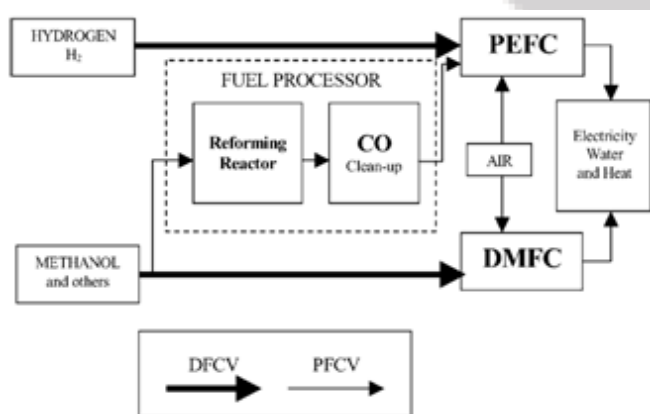 HYDROGEN
H₂
PEFC
FUEL PROCESSOR
Reforming
Reactor
CO
Clean-up
AIR
Electricity
Water
and Heat
METHANOL
and others
DMFC
DFCV
PFCV